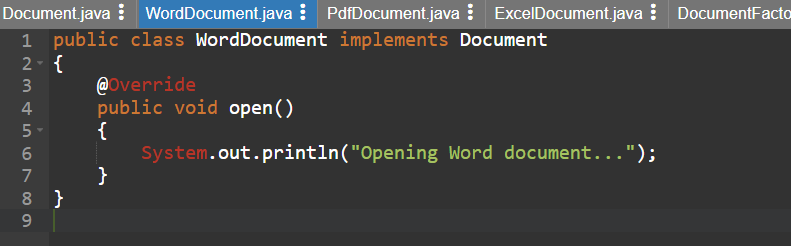 Document.java WordDocument.java PdfDocument.java ExcelDocument.java DocumentFacto
1 public class WordDocument implements Document
2 {
3     @Override
4     public void open()
5     {
6         System.out.println("Opening Word document...");
7     }
8 }
9